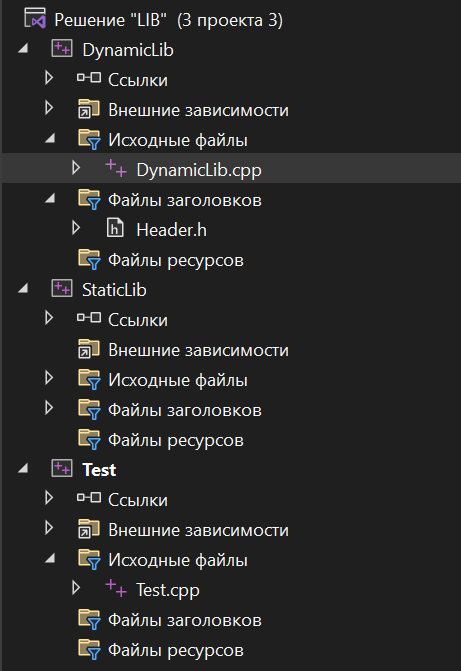 Решение "LIB" (3 проекта 3)
DynamicLib
Ссылки
Внешние зависимости
Исходные файлы
DynamicLib.cpp
Файлы заголовков
Header.h
Файлы ресурсов
StaticLib
Ссылки
Внешние зависимости
Исходные файлы
Файлы заголовков
Файлы ресурсов
Test
Ссылки
Внешние зависимости
Исходные файлы
Test.cpp
Файлы заголовков
Файлы ресурсов